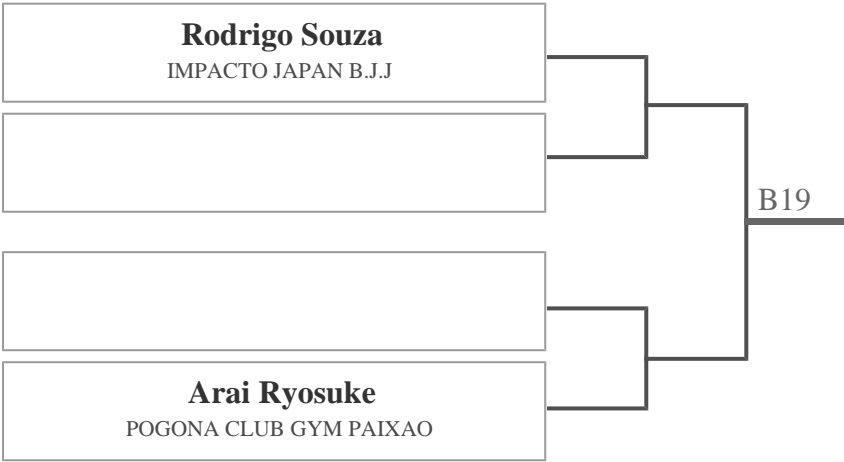 Rodrigo Souza
IMPACTO JAPAN B.J.J
B19
Arai Ryosuke
POGONA CLUB GYM PAIXAO